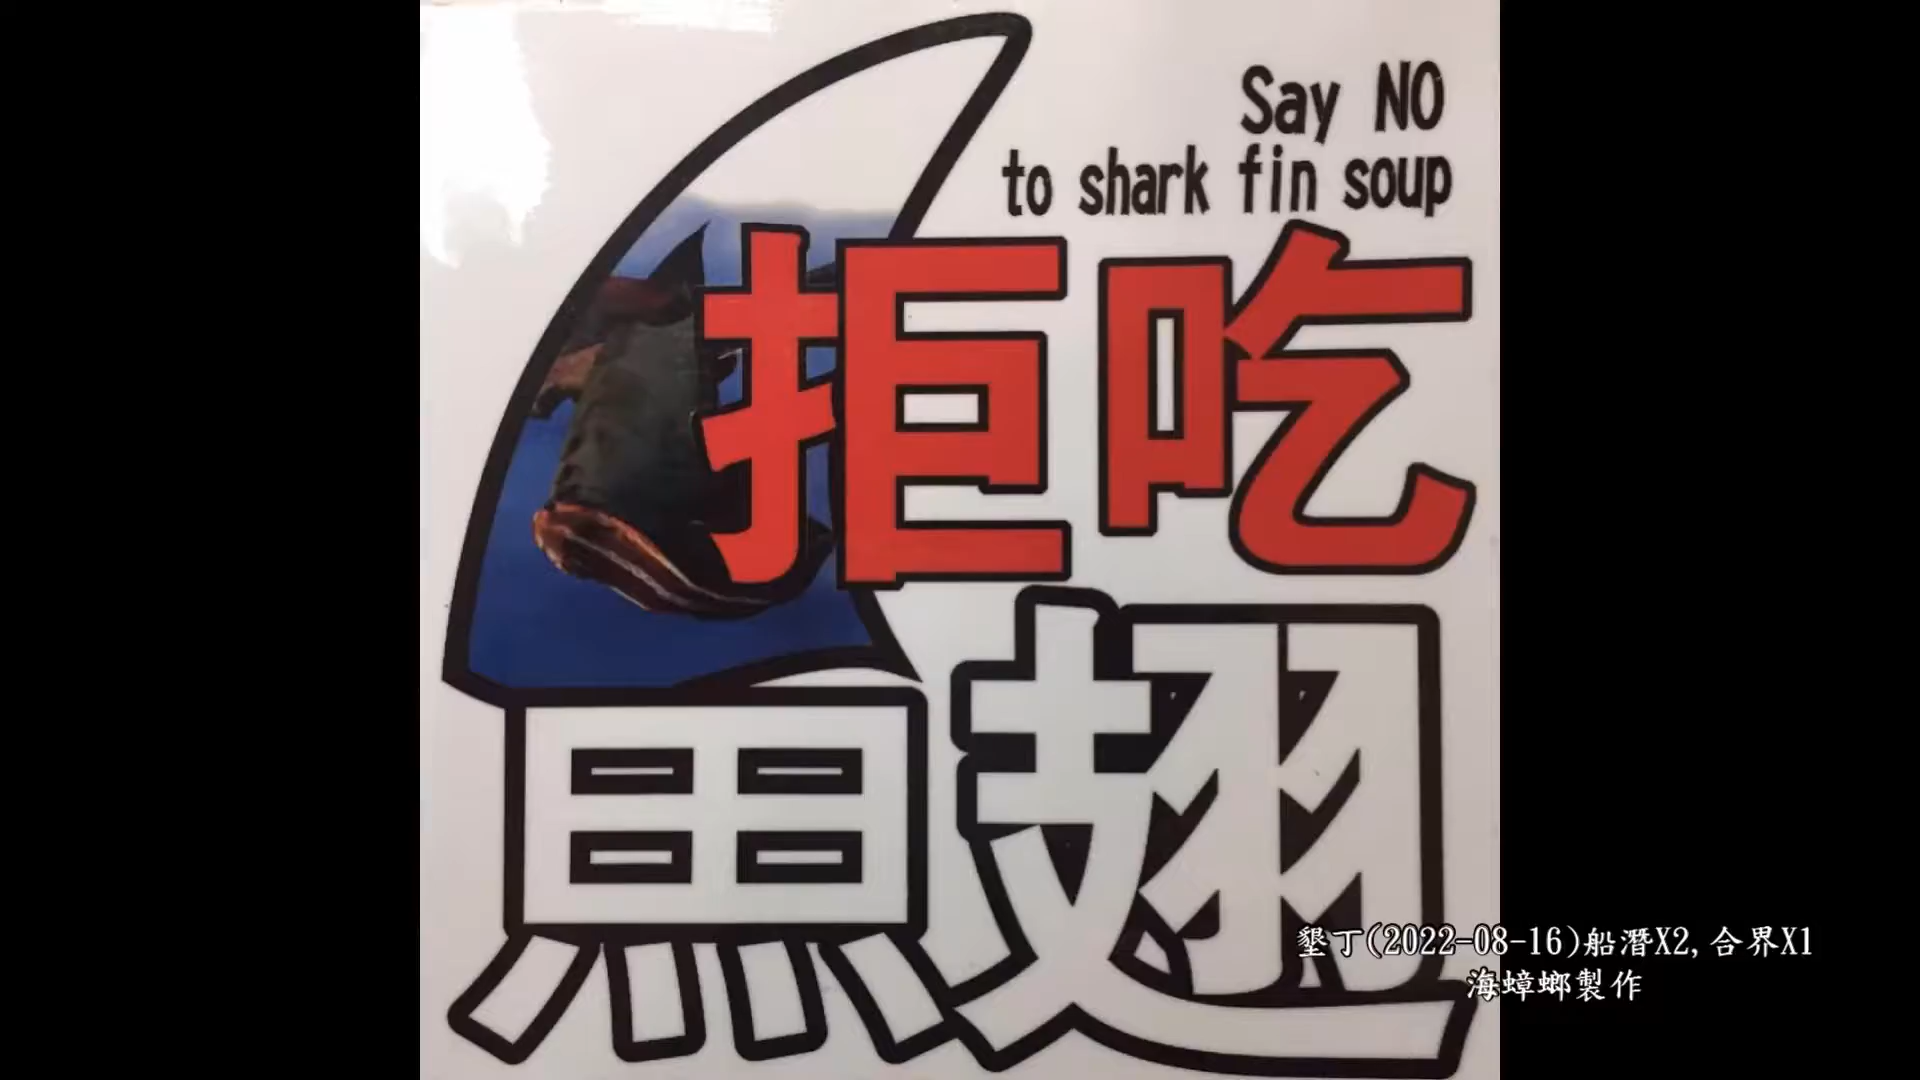 Say NO
to shark fin soup
拒吃
魚翅
墾丁(2022-08-16)船潛X2,合界X1
海蟑螂製作